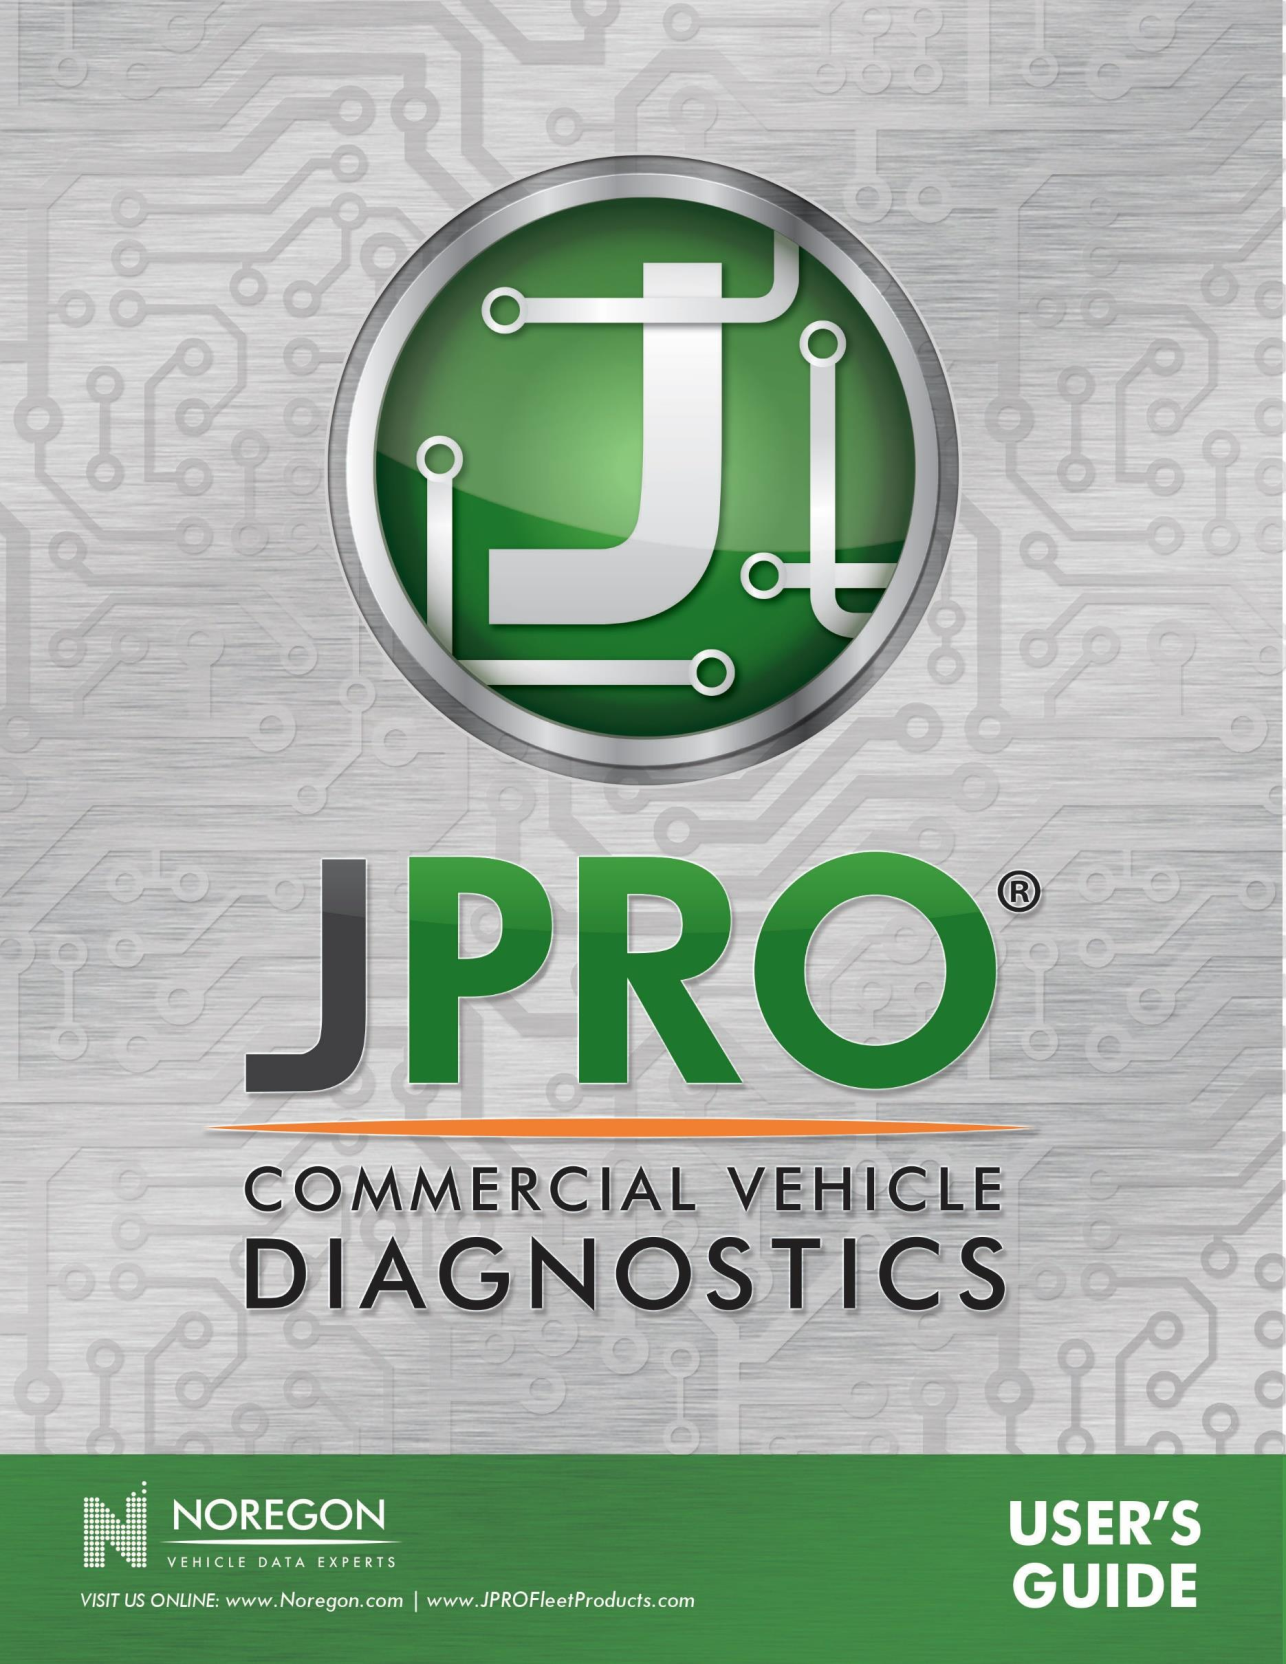 J
JPRO®
COMMERCIAL VEHICLE
DIAGNOSTICS
NOREGON
VEHICLE DATA EXPERTS
VISIT US ONLINE: www.Noregon.com | www.JPROFleetProducts.com
USER'S
GUIDE